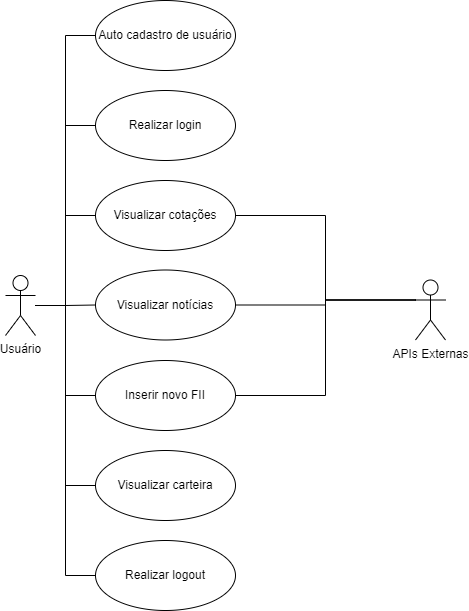 Auto cadastro de usuário
Realizar login
Visualizar cotações
Visualizar notícias
Usuário
APIs Externas
Inserir novo FII
Visualizar carteira
Realizar logout